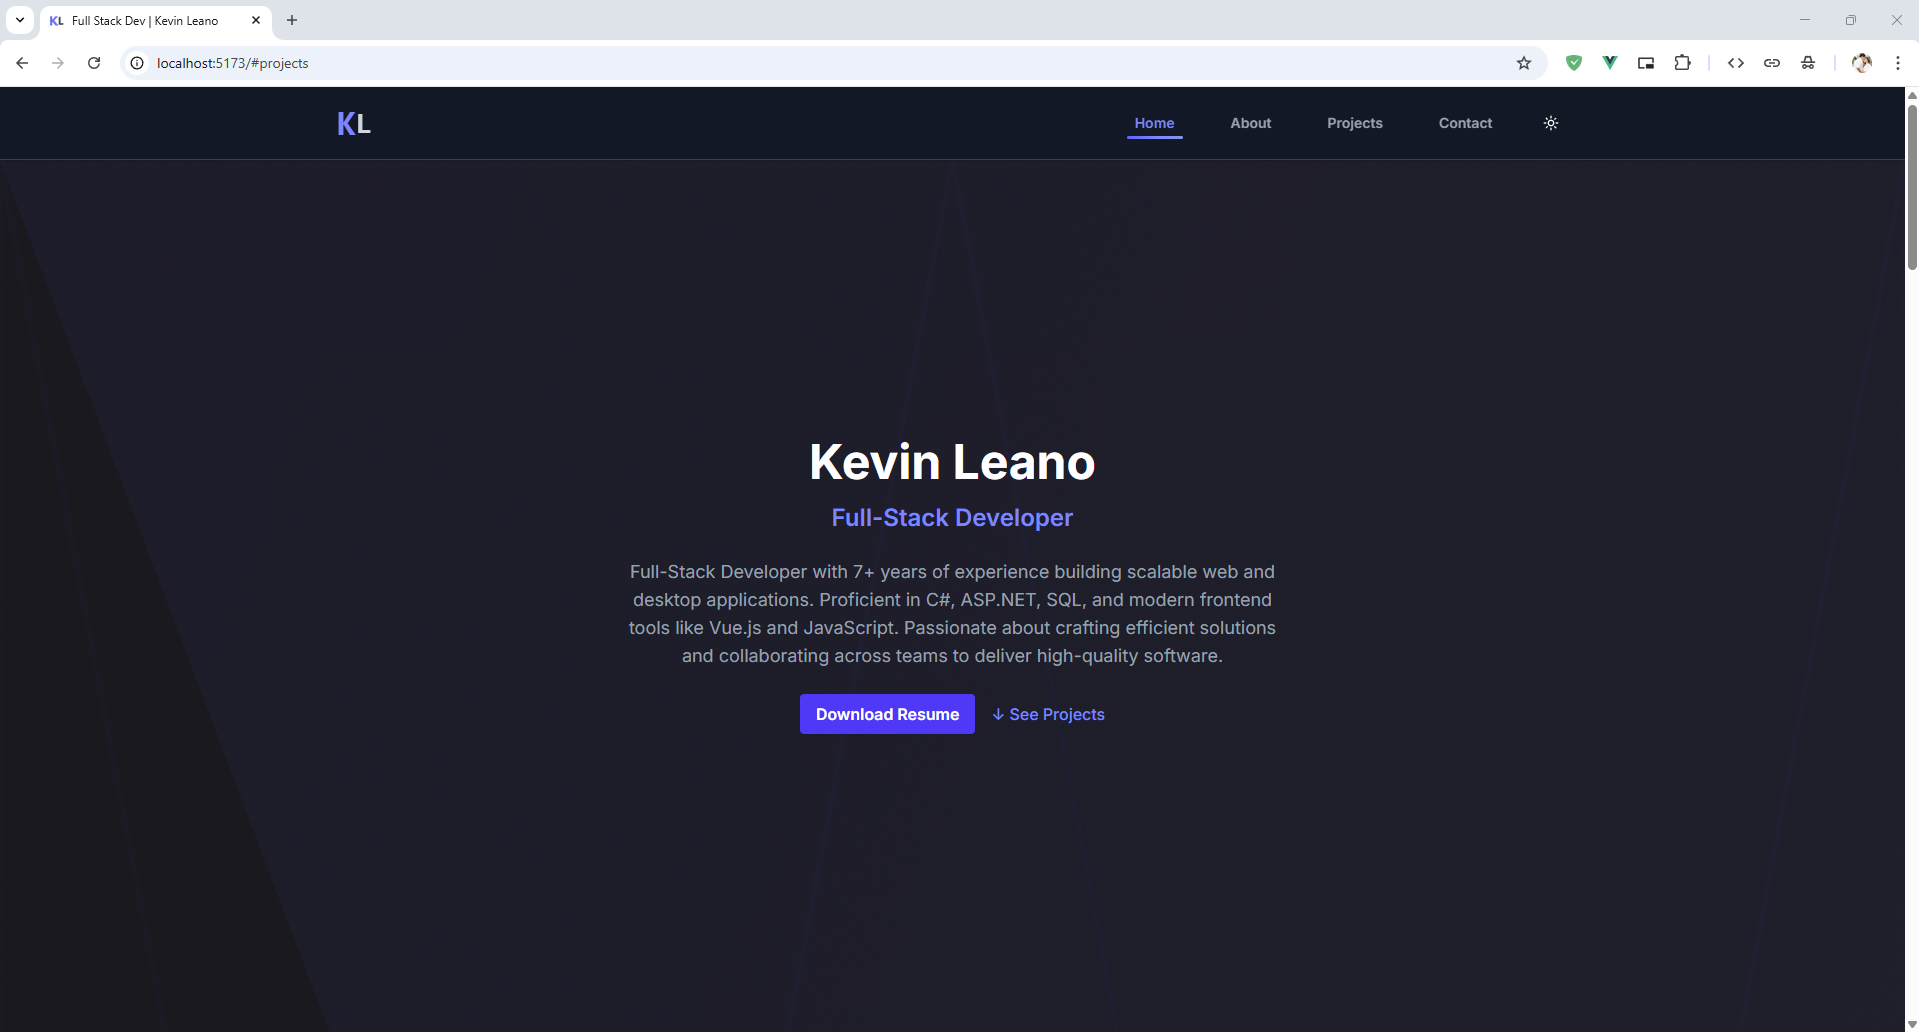 KL Full Stack Dev | Kevin Leano
localhost:5173/#projects
KL
Home About Projects Contact
Kevin Leano
Full-Stack Developer
Full-Stack Developer with 7+ years of experience building scalable web and
desktop applications. Proficient in C#, ASP.NET, SQL, and modern frontend
tools like Vue.js and JavaScript. Passionate about crafting efficient solutions
and collaborating across teams to deliver high-quality software.
Download Resume ↓ See Projects